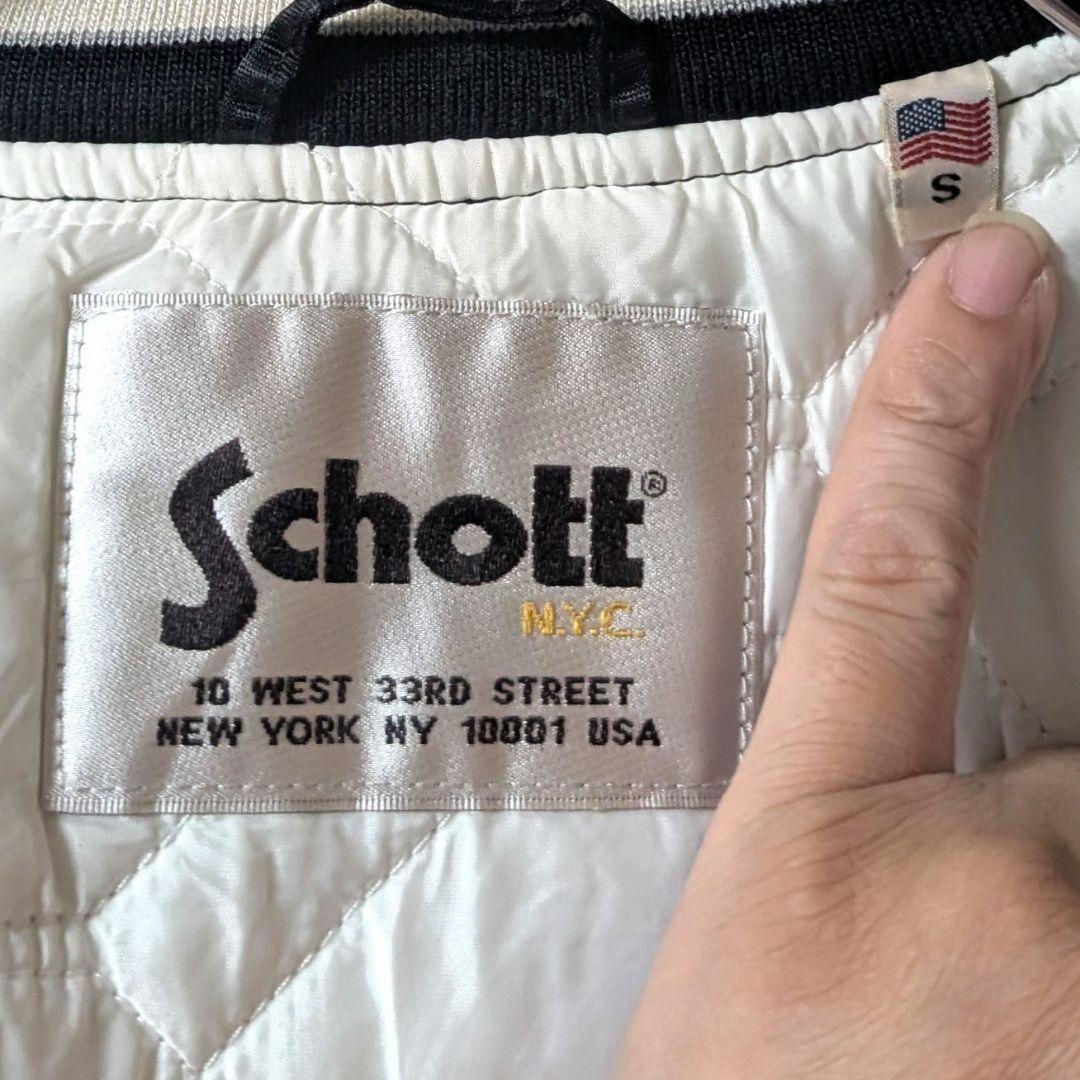 S
Schott®
N.Y.C.
10 WEST 33RD STREET
NEW YORK NY 10001 USA